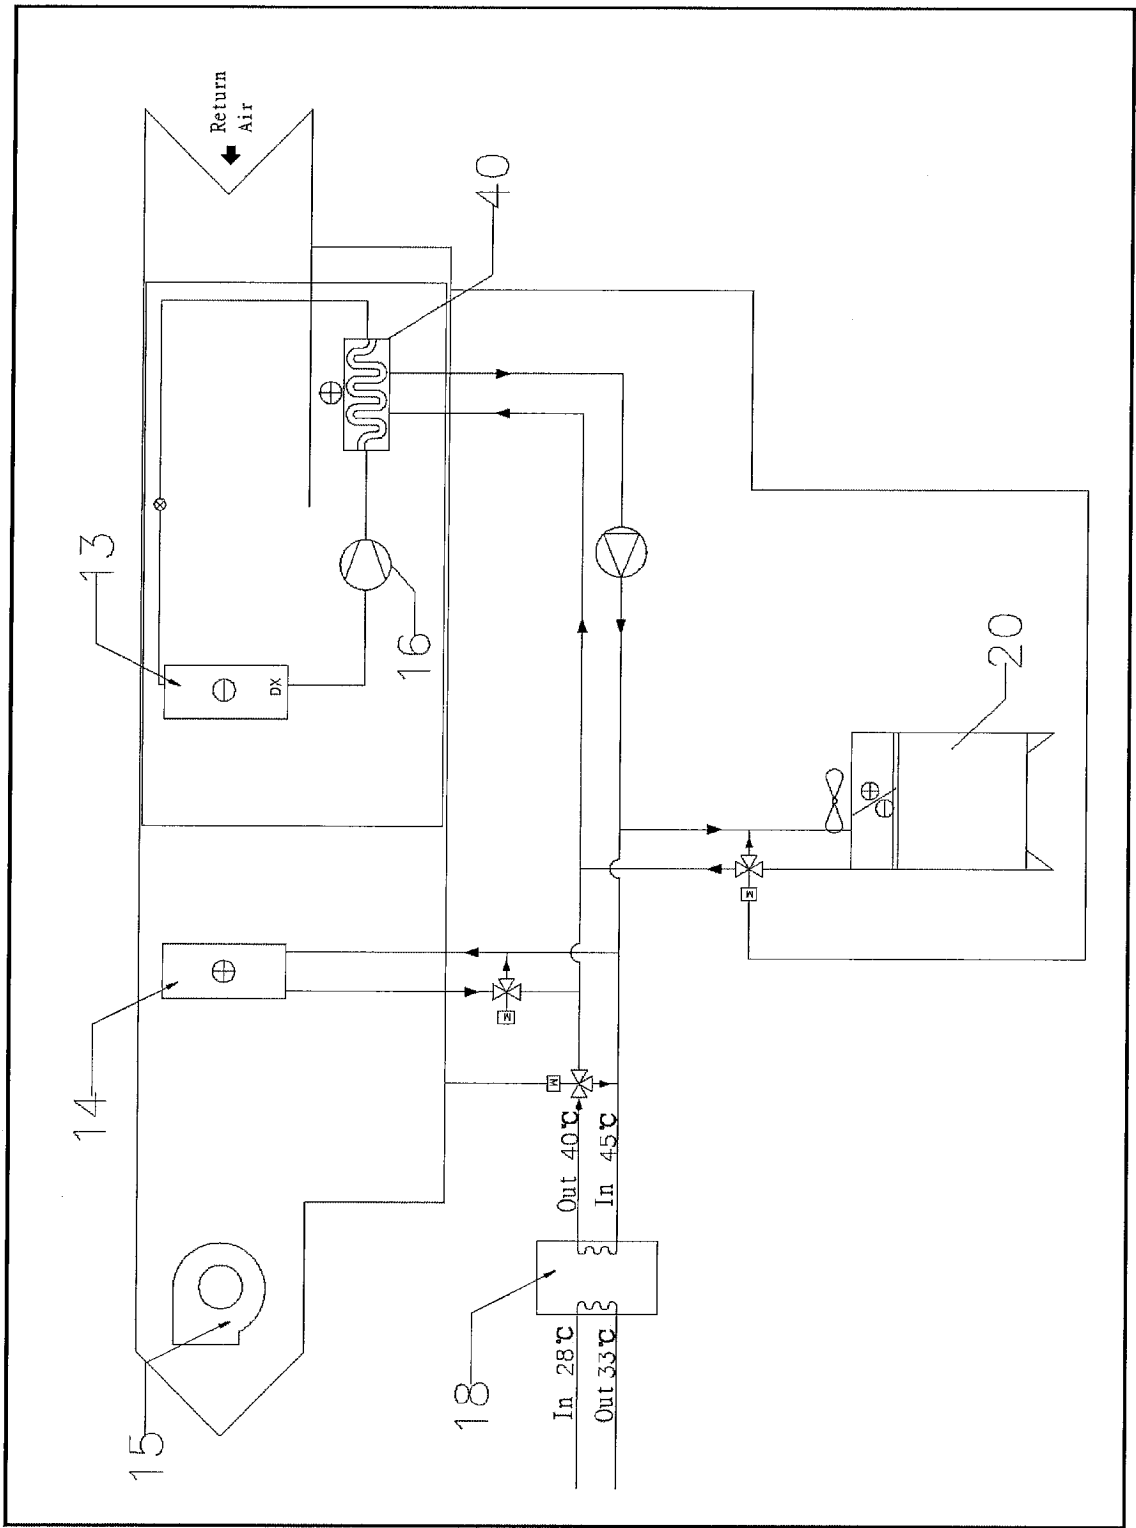 Return
Air
40
13
16
20
DX
M
M
M
14
Out 40℃
In 45℃
18
In 28℃
Out 33℃
15